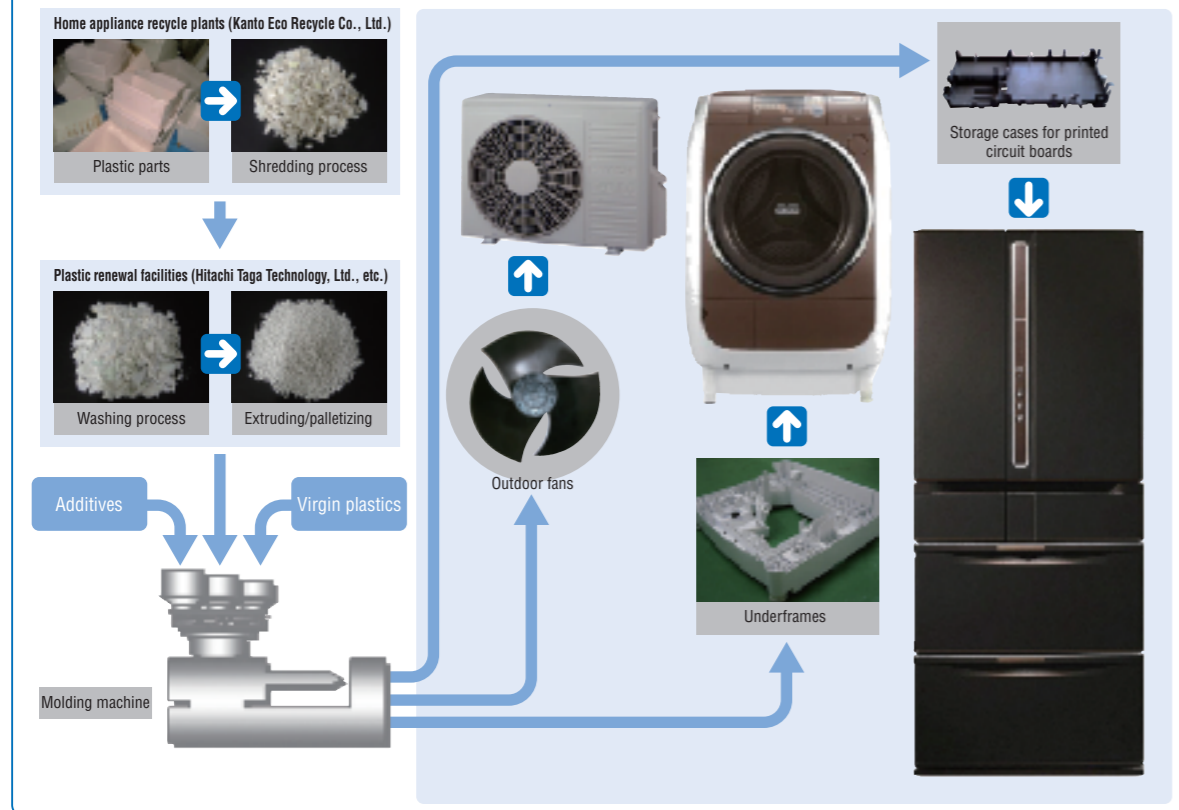 Home appliance recycle plants (Kanto Eco Recycle Co., Ltd.)
Plastic parts
Shredding process
Plastic renewal facilities (Hitachi Taga Technology, Ltd., etc.)
Washing process
Extruding/palletizing
Additives
Virgin plastics
Molding machine
Outdoor fans
Underframes
Storage cases for printed
circuit boards